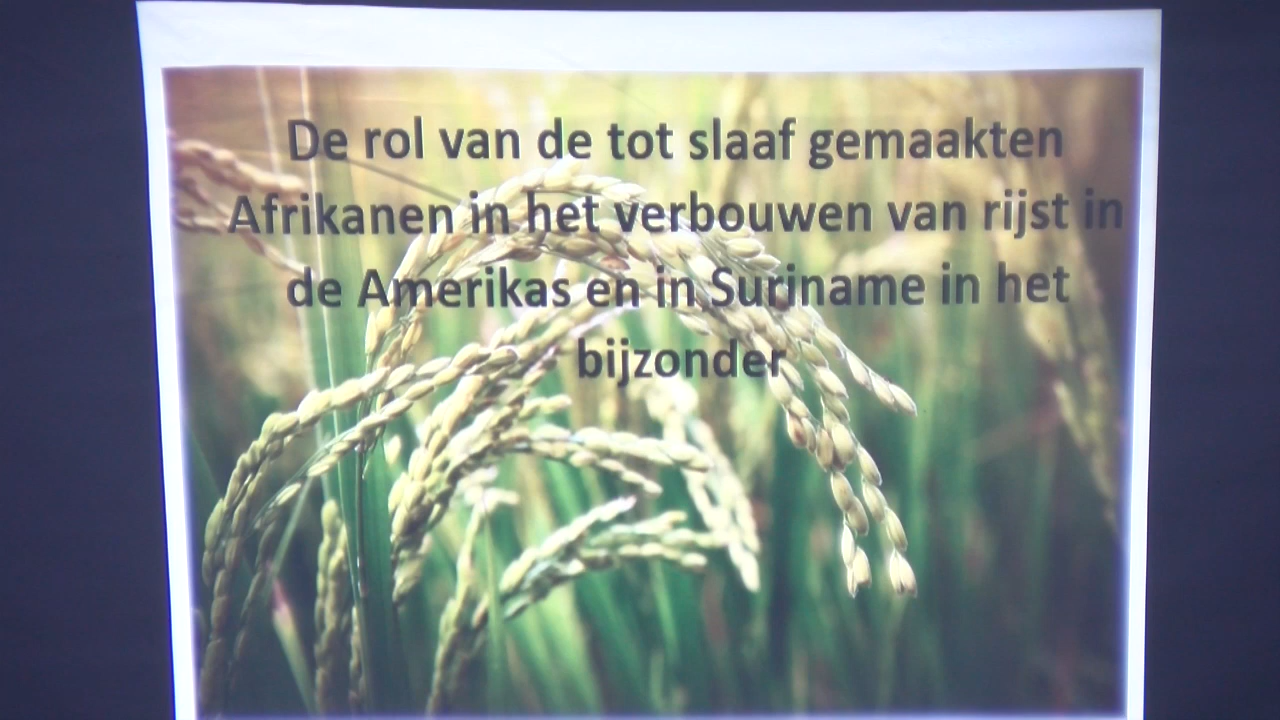 De rol van de tot slaaf gemaakten
Afrikanen in het verbouwen van rijst in
de Amerikas en in Suriname in het
bijzonder